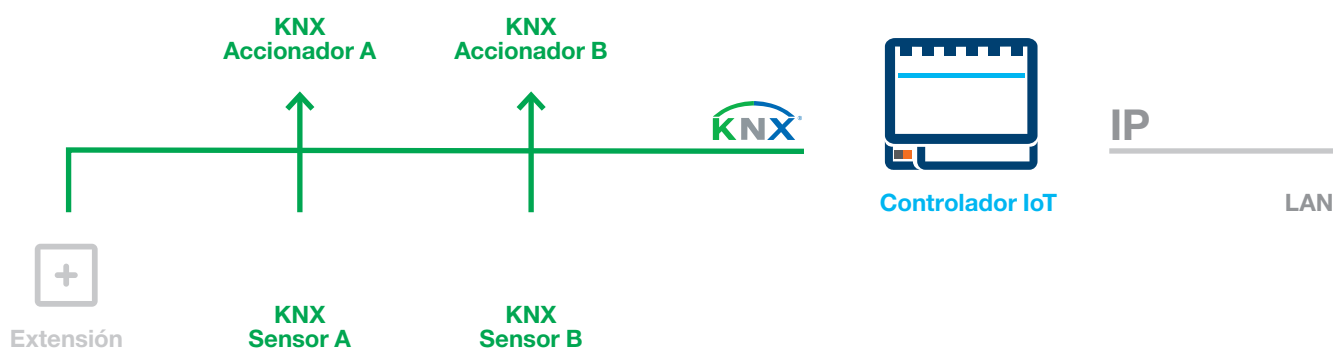 KNX
Accionador A
KNX
Accionador B
KNX
IP
Controlador IoT
LAN
Extensión
KNX
Sensor A
KNX
Sensor B